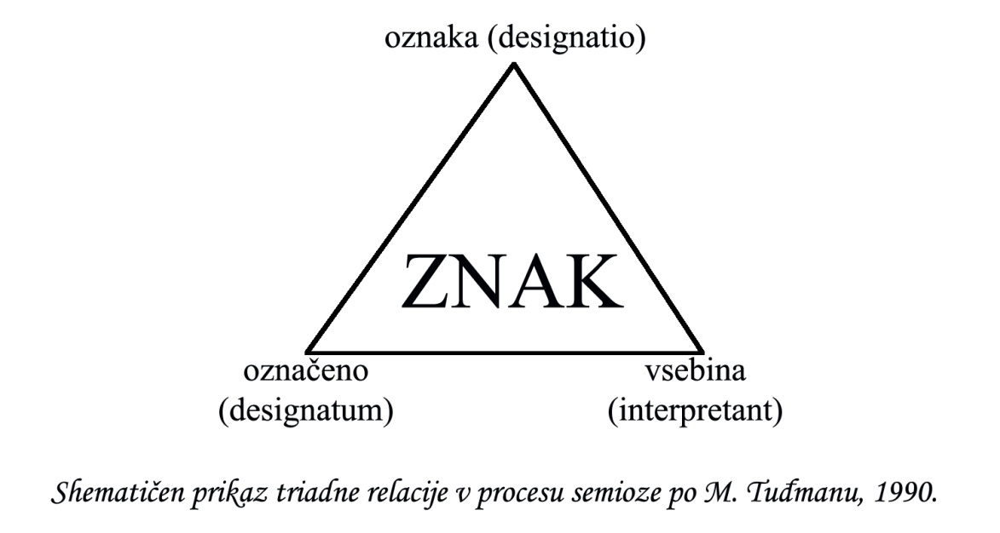 oznaka (designatio)
ZNAK
označeno
(designatum)
vsebina
(interpretant)
Shematičen prikaz triadne relacije v procesu semioze po M. Tuđmanu, 1990.